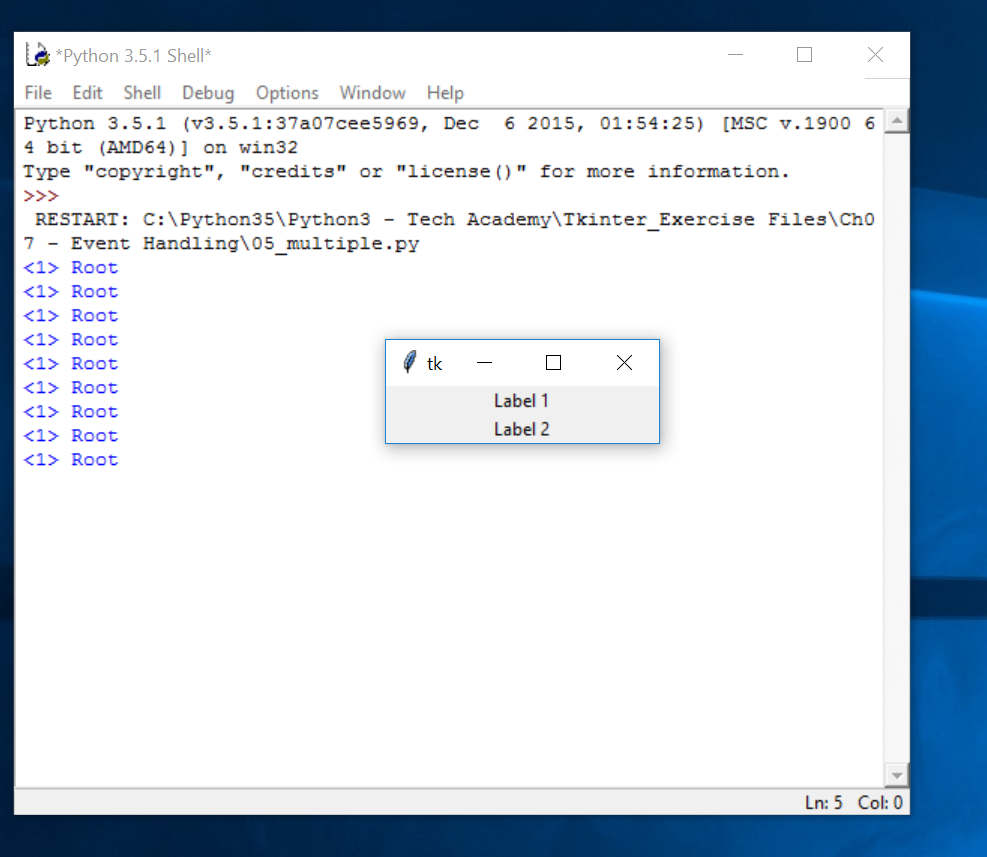 *Python 3.5.1 Shell*
File Edit Shell Debug Options Window Help
Python 3.5.1 (v3.5.1:37a07cee5969, Dec  6 2015, 01:54:25) [MSC v.1900 6
4 bit (AMD64)] on win32
Type "copyright", "credits" or "license()" for more information.
>>>
 RESTART: C:\Python35\Python3 - Tech Academy\Tkinter_Exercise Files\Ch0
7 - Event Handling\05_multiple.py
<1> Root
<1> Root
<1> Root
<1> Root
<1> Root
<1> Root
<1> Root
<1> Root
<1> Root
tk
Label 1
Label 2
Ln: 5 Col: 0